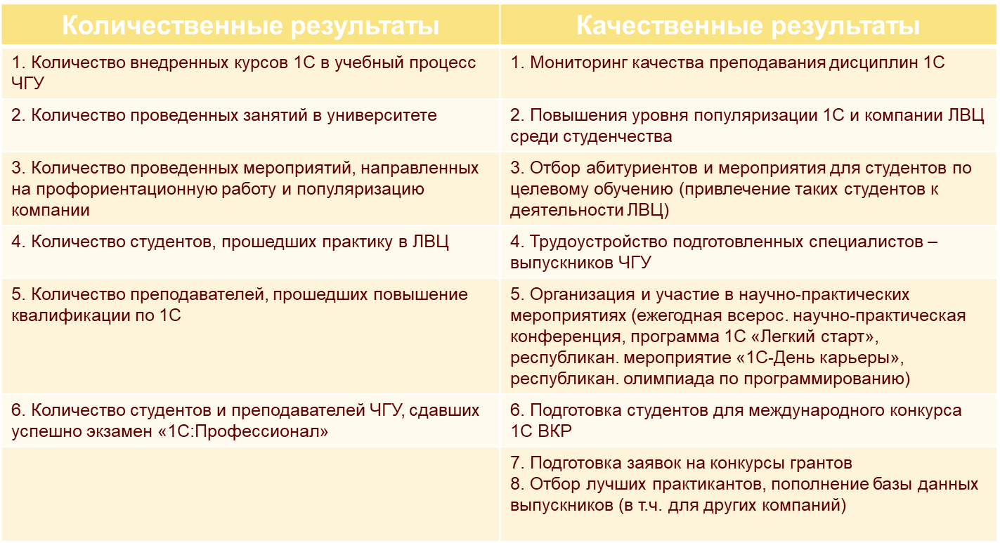 Количественные результаты
Качественные результаты
1. Количество внедренных курсов 1С в учебный процесс
ЧГУ
1. Мониторинг качества преподавания дисциплин 1С
2. Количество проведенных занятий в университете
2. Повышения уровня популяризации 1С и компании ЛВЦ
среди студенчества
3. Количество проведенных мероприятий, направленных
на профориентационную работу и популяризацию
компании
3. Отбор абитуриентов и мероприятия для студентов по
целевому обучению (привлечение таких студентов к
деятельности ЛВЦ)
4. Количество студентов, прошедших практику в ЛВЦ
4. Трудоустройство подготовленных специалистов –
выпускников ЧГУ
5. Количество преподавателей, прошедших повышение
квалификации по 1С
5. Организация и участие в научно-практических
мероприятиях (ежегодная всерос. научно-практическая
конференция, программа 1С «Легкий старт»,
республикан. мероприятие «1С-День карьеры»,
республикан. олимпиада по программированию)
6. Количество студентов и преподавателей ЧГУ, сдавших
успешно экзамен «1С:Профессионал»
6. Подготовка студентов для международного конкурса
1С ВКР
7. Подготовка заявок на конкурсы грантов
8. Отбор лучших практикантов, пополнение базы данных
выпускников (в т.ч. для других компаний)